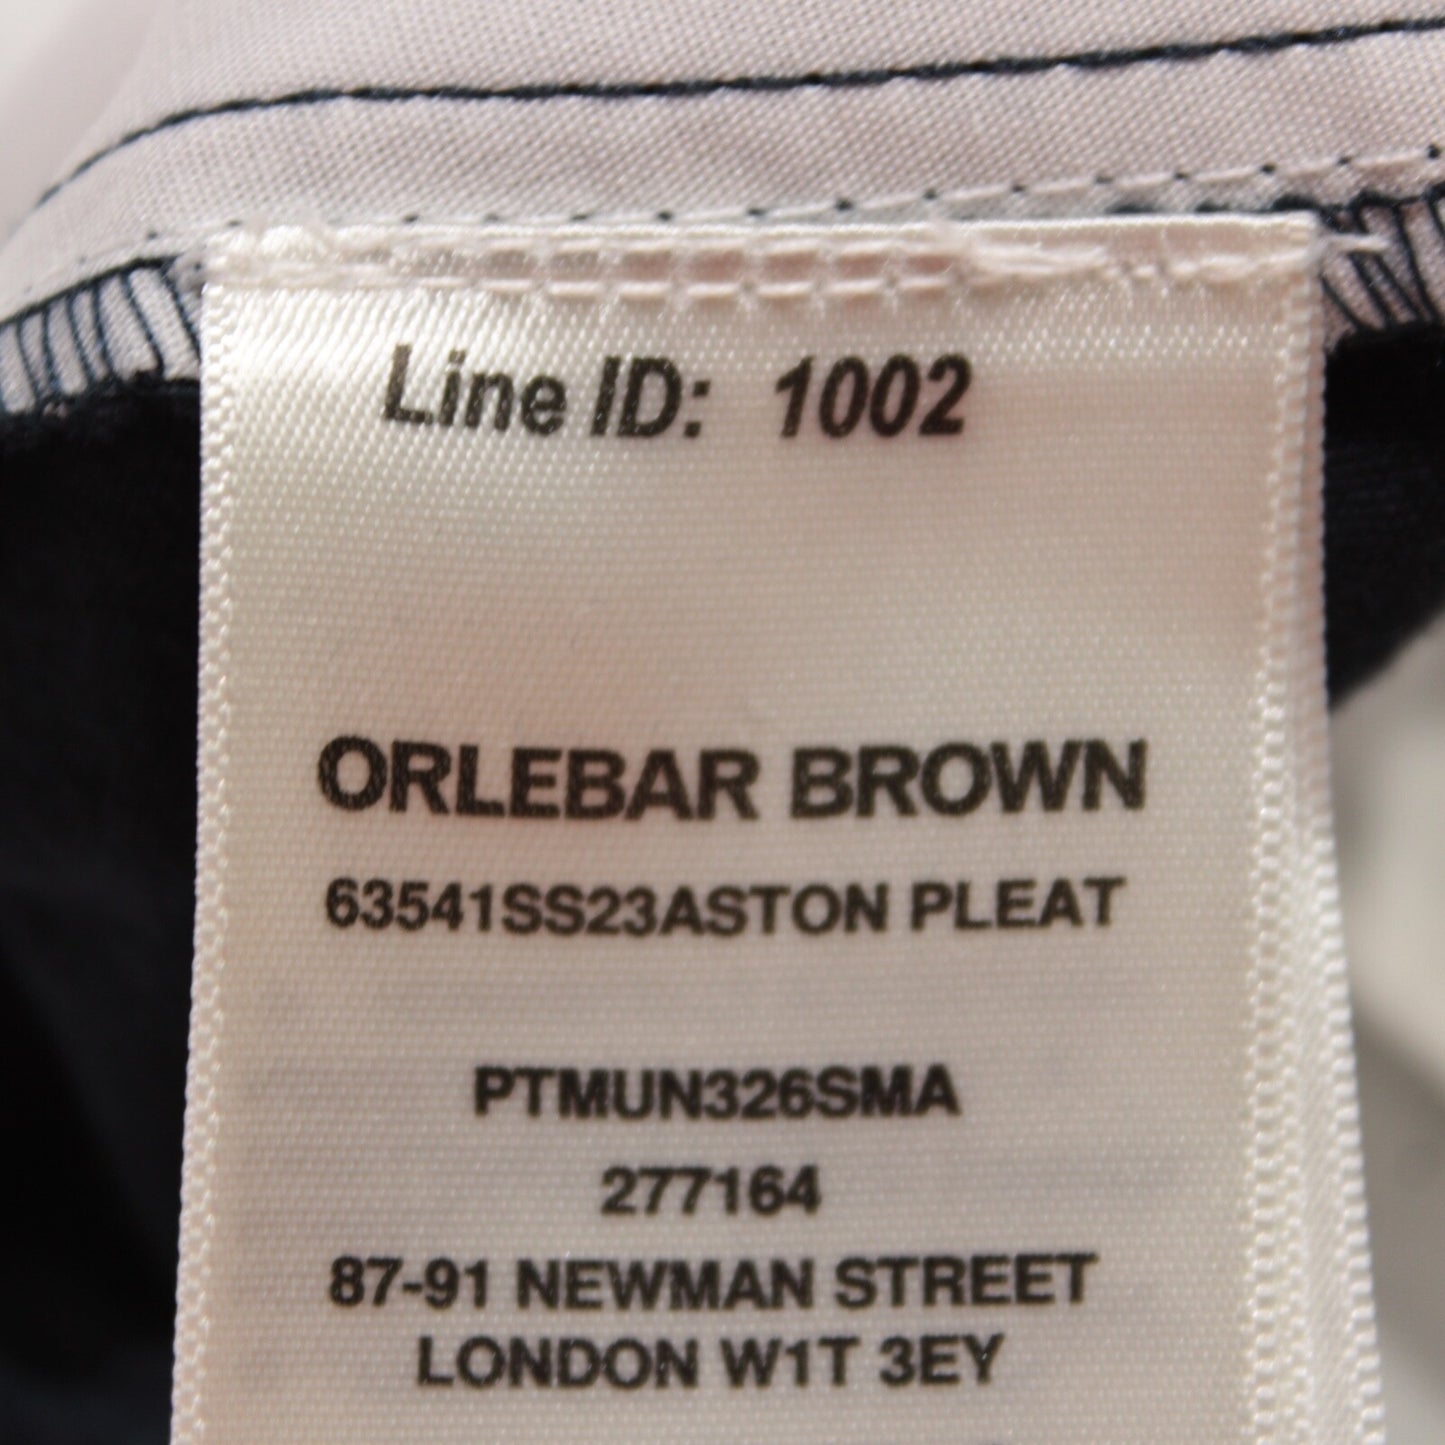 Line ID: 1002
ORLEBAR BROWN
63541SS23ASTON PLEAT
PTMUN326SMA
277164
87-91 NEWMAN STREET
LONDON W1T 3EY